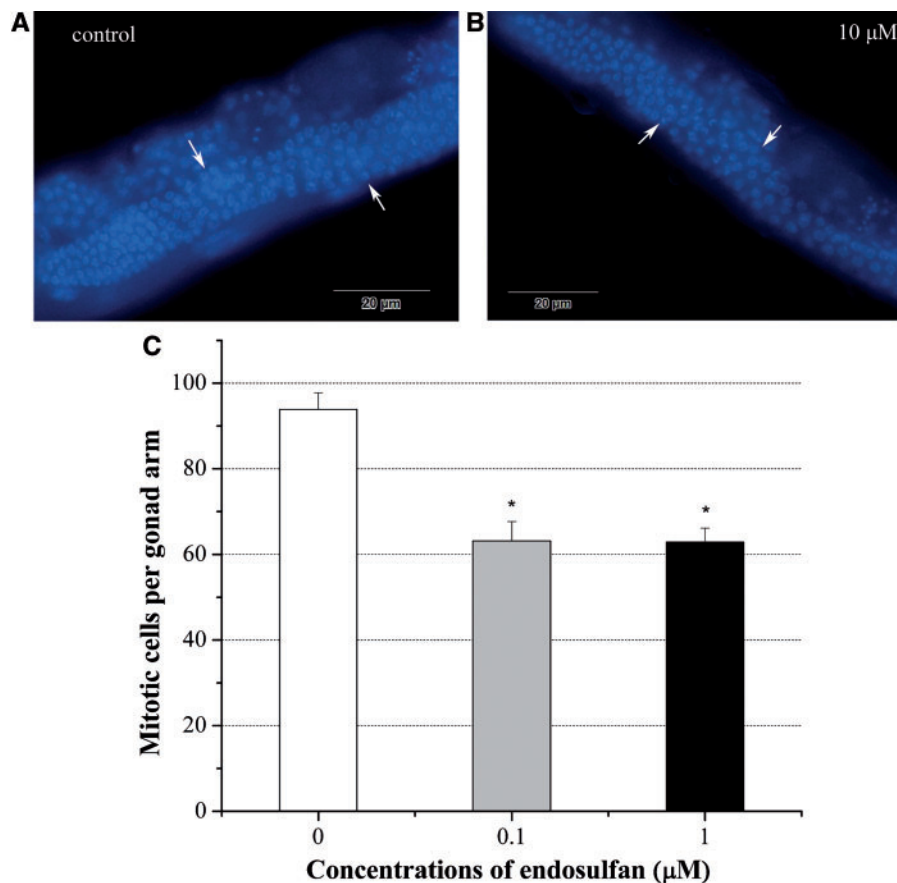 A
control
20 μm
B
10 μM
20 μm
C
Mitotic cells per gonad arm
100
80
60
40
20
0
*
*
0
0.1
1
Concentrations of endosulfan (μM)